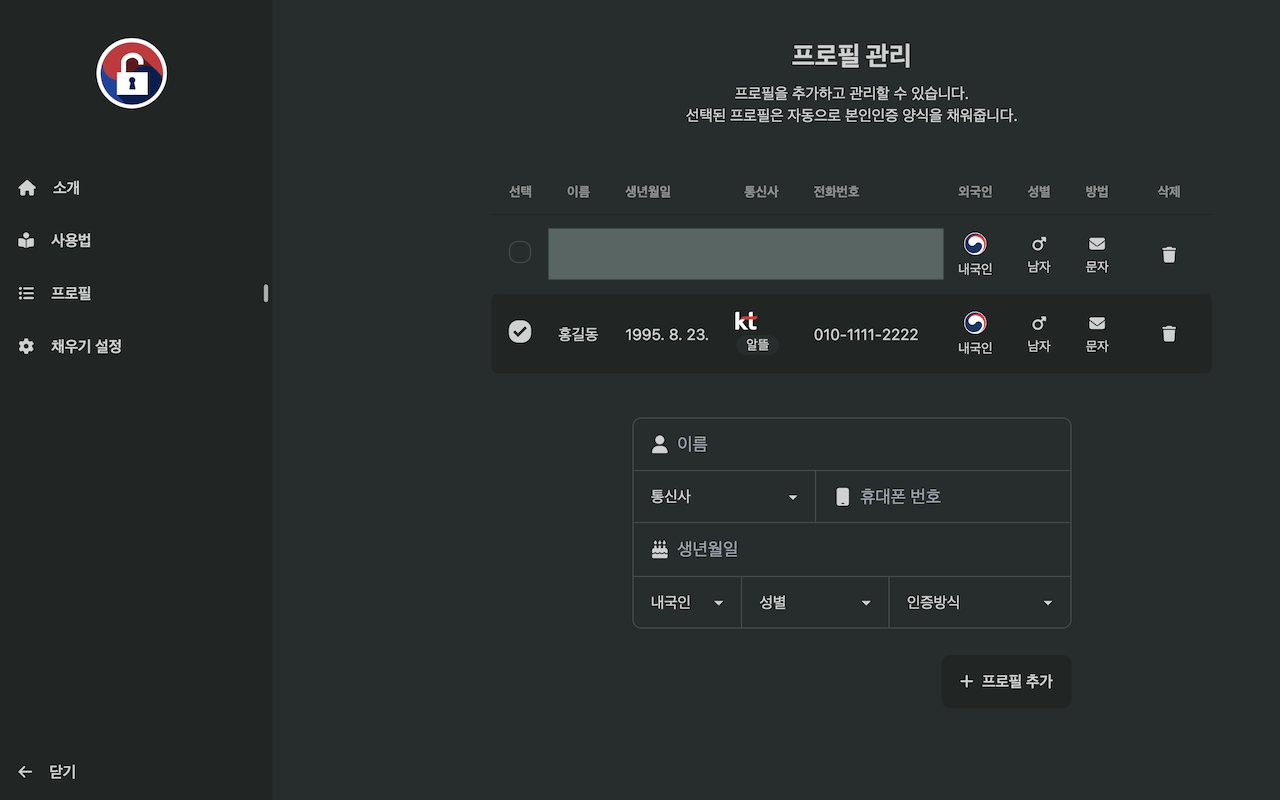 프로필 관리
프로필을 추가하고 관리할 수 있습니다.
선택된 프로필은 자동으로 본인인증 양식을 채워줍니다.
소개
사용법
프로필
채우기 설정
닫기
선택 이름 생년월일 통신사 전화번호 외국인 성별 방법 삭제
내국인 남자 문자
홍길동 1995. 8. 23. kt 알뜰 010-1111-2222 내국인 남자 문자
이름
통신사 휴대폰 번호
생년월일
내국인 성별 인증방식
프로필 추가